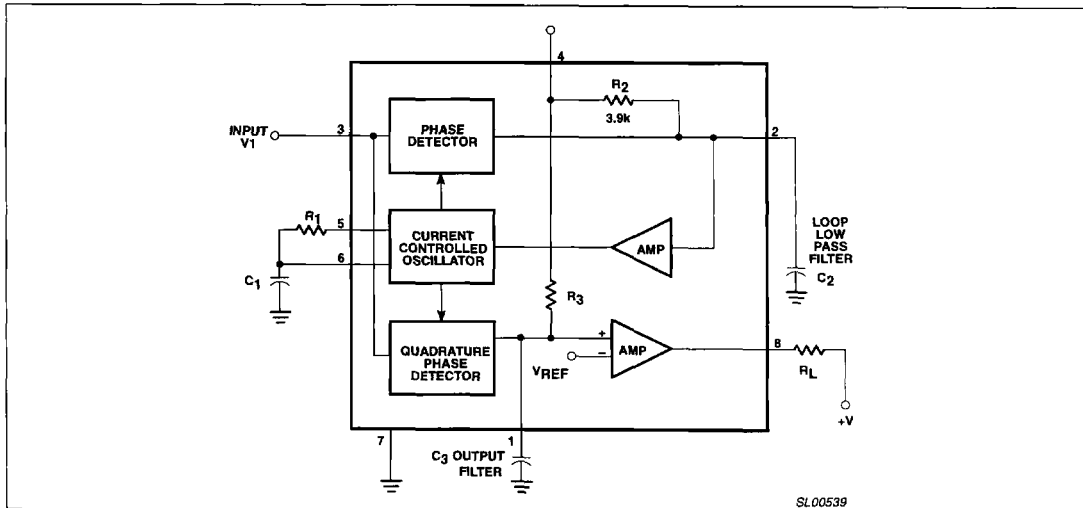 4
R2
3.9k
INPUT
V1
3
PHASE
DETECTOR
2
R1
5
CURRENT
CONTROLLED
OSCILLATOR
AMP
LOOP
LOW
PASS
FILTER
C2
6
C1
R3
QUADRATURE
PHASE
DETECTOR
+
–
AMP
VREF
8
RL
+V
7
1
C3 OUTPUT
FILTER
SL00539